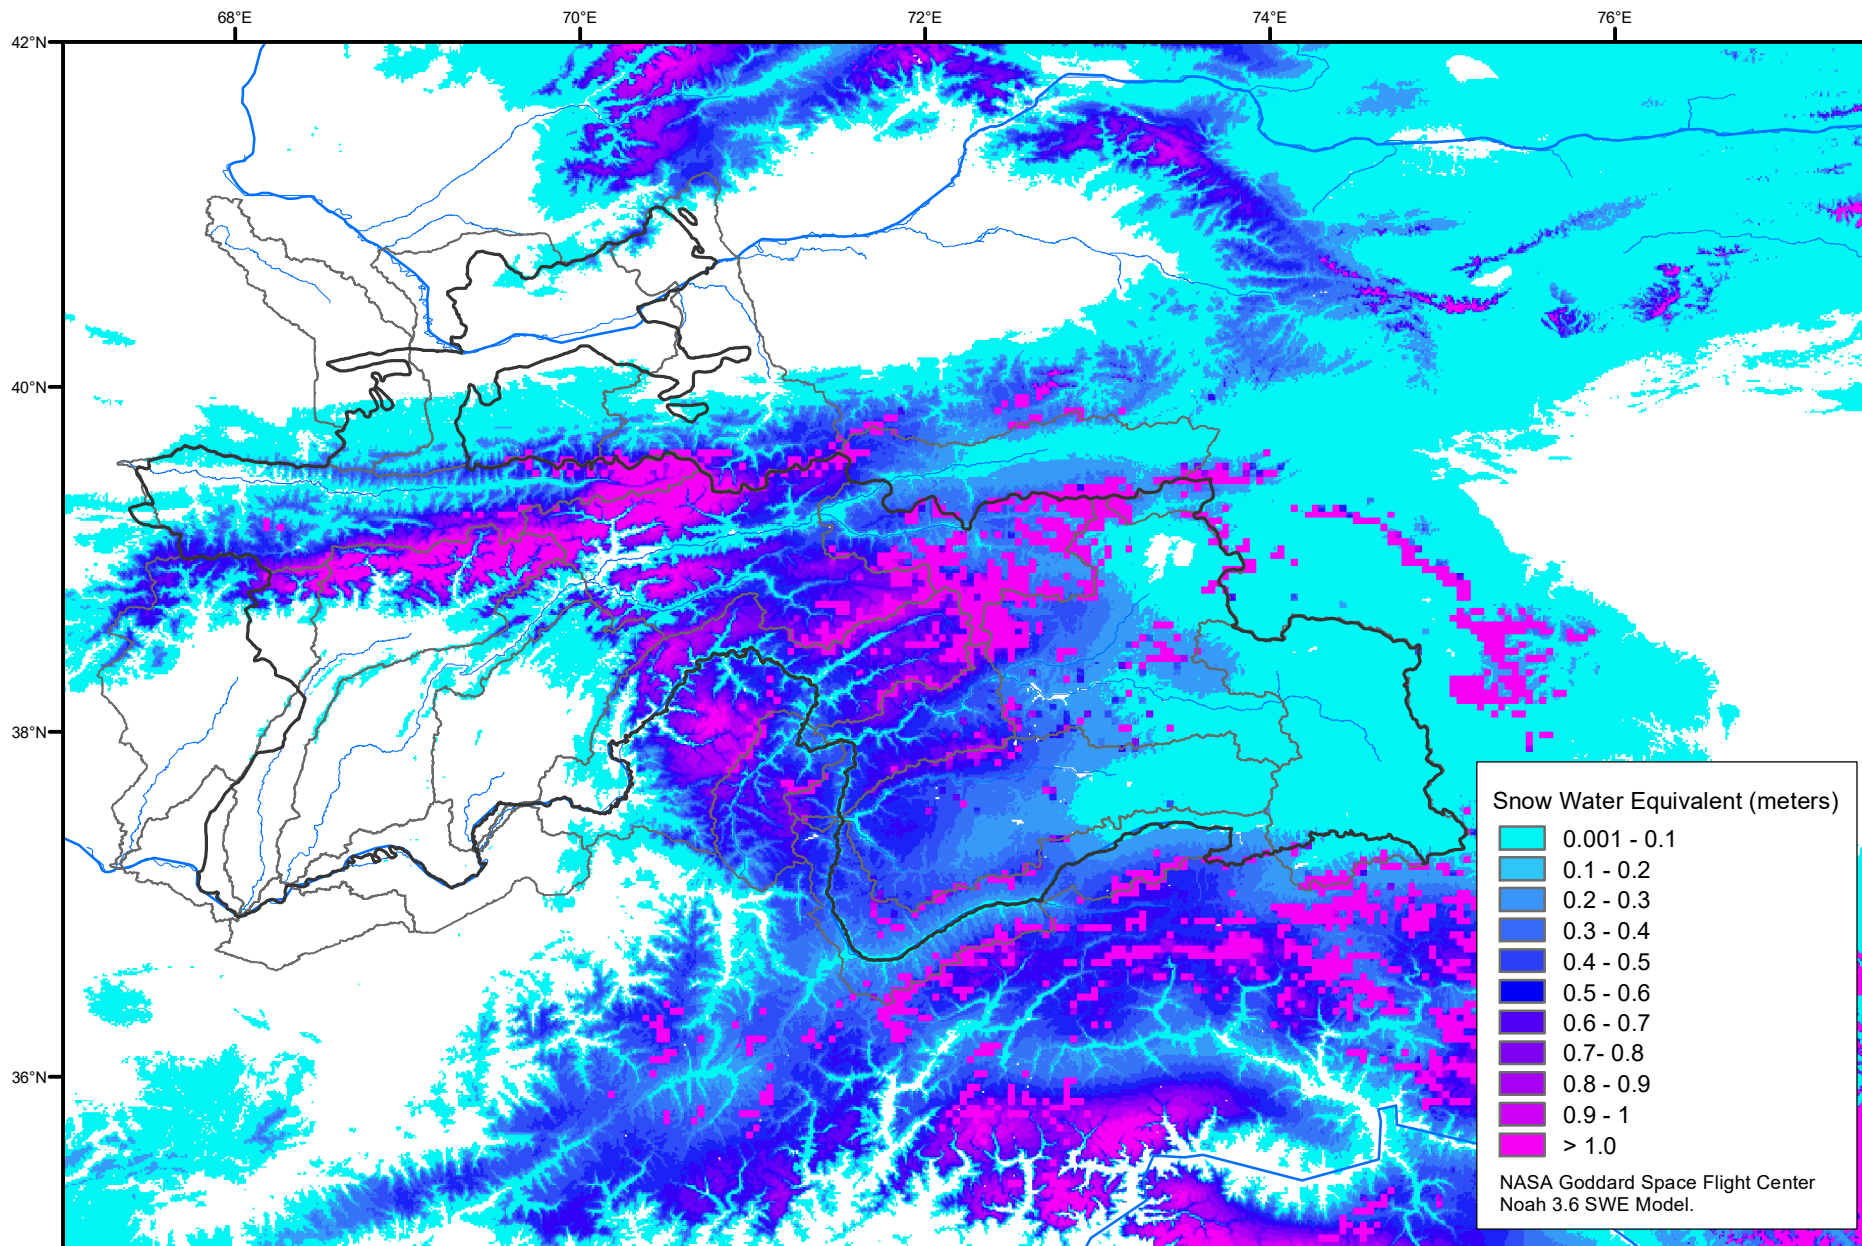 68°E
70°E
72°E
74°E
76°E
42°N
40°N
38°N
36°N
Snow Water Equivalent (meters)
0.001 - 0.1
0.1 - 0.2
0.2 - 0.3
0.3 - 0.4
0.4 - 0.5
0.5 - 0.6
0.6 - 0.7
0.7- 0.8
0.8 - 0.9
0.9 - 1
> 1.0
NASA Goddard Space Flight Center
Noah 3.6 SWE Model.